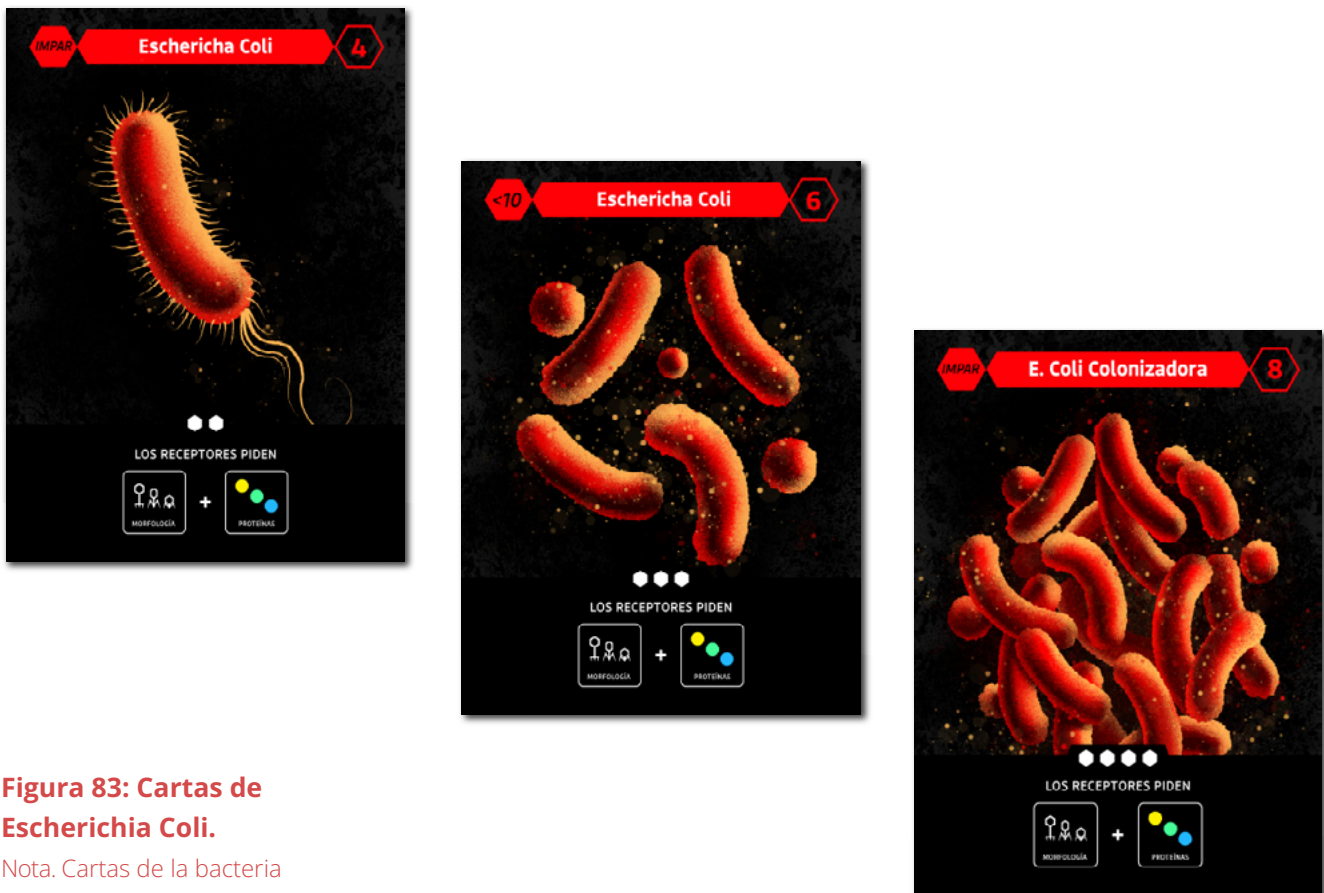 IMPAR Eschericha Coli 4
LOS RECEPTORES PIDEN
MORFOLOGÍA + PROTEÍNAS
<10 Eschericha Coli 6
LOS RECEPTORES PIDEN
MORFOLOGÍA + PROTEÍNAS
IMPAR E. Coli Colonizadora 8
LOS RECEPTORES PIDEN
MORFOLOGÍA + PROTEÍNAS
Figura 83: Cartas de
Escherichia Coli.
Nota. Cartas de la bacteria